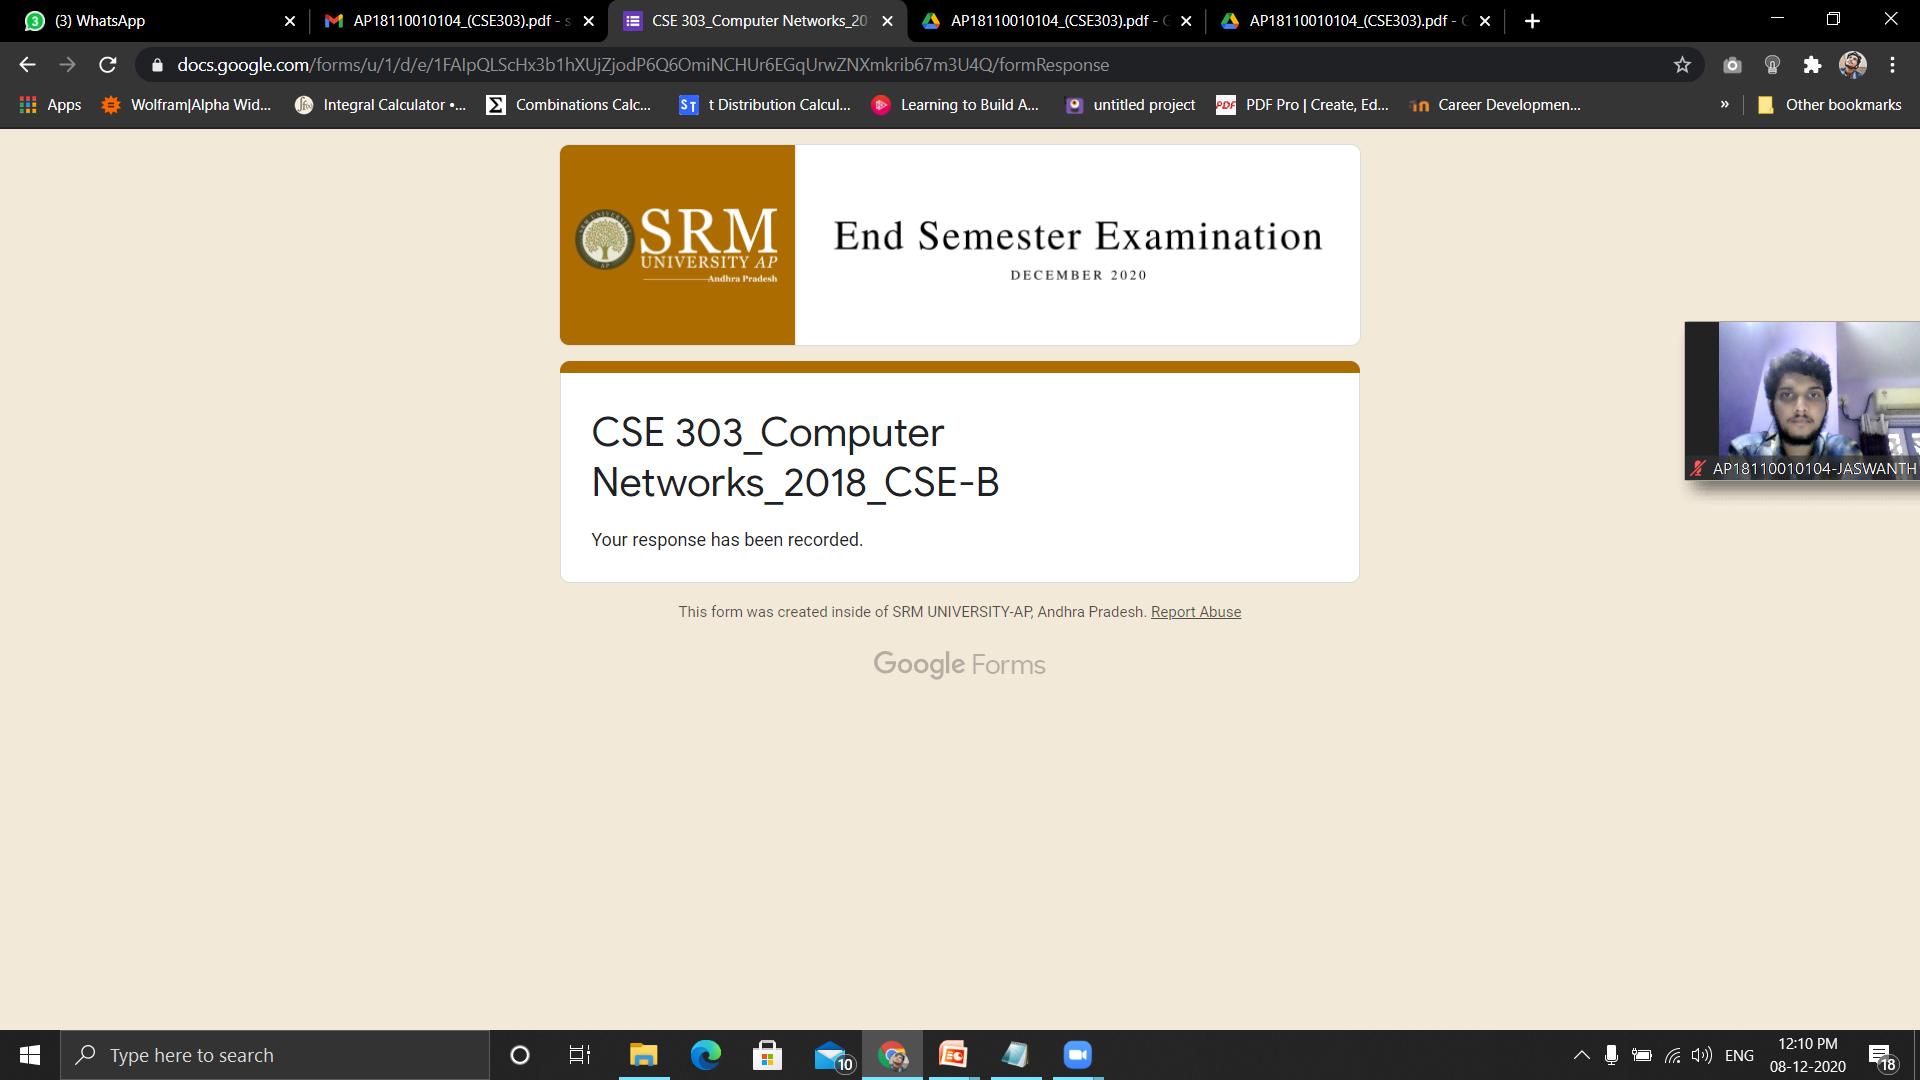 (3) WhatsApp
AP18110010104_(CSE303).pdf - s
CSE 303_Computer Networks_20
AP18110010104_(CSE303).pdf - G
AP18110010104_(CSE303).pdf - G
docs.google.com/forms/u/1/d/e/1FAIpQLScHx3b1hXUjZjodP6Q6OmiNCHUr6EGqUrwZNXmkrib67m3U4Q/formResponse
Apps
Wolfram|Alpha Wid...
Integral Calculator •...
Combinations Calc...
ST
t Distribution Calcul...
Learning to Build A...
untitled project
PDF
PDF Pro | Create, Ed...
Career Developmen...
»
Other bookmarks
SRM
UNIVERSITY AP
Andhra Pradesh
End Semester Examination
DECEMBER 2020
CSE 303_Computer
Networks_2018_CSE-B
Your response has been recorded.
This form was created inside of SRM UNIVERSITY-AP, Andhra Pradesh. Report Abuse
Google Forms
AP18110010104-JASWANTH
Type here to search
10
ENG
12:10 PM
08-12-2020
18